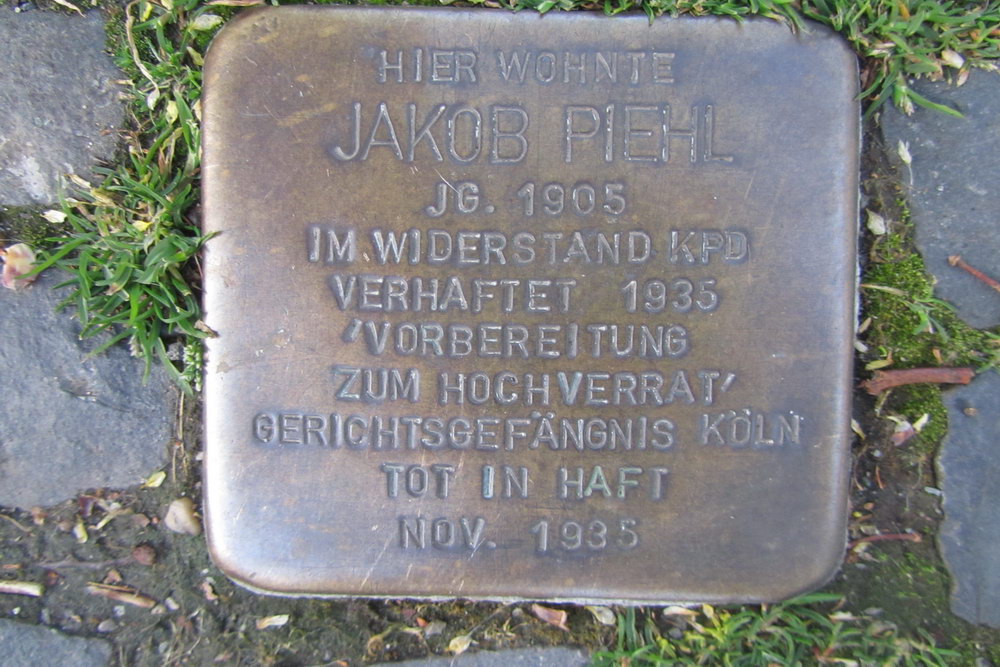 HIER WOHNTE
JAKOB PIEHL
JG. 1905
IM WIDERSTAND KPD
VERHAFTET 1935
'VORBEREITUNG
ZUM HOCHVERRAT'
GERICHTSGEFÄNGNIS KÖLN
TOT IN HAFT
NOV. 1935